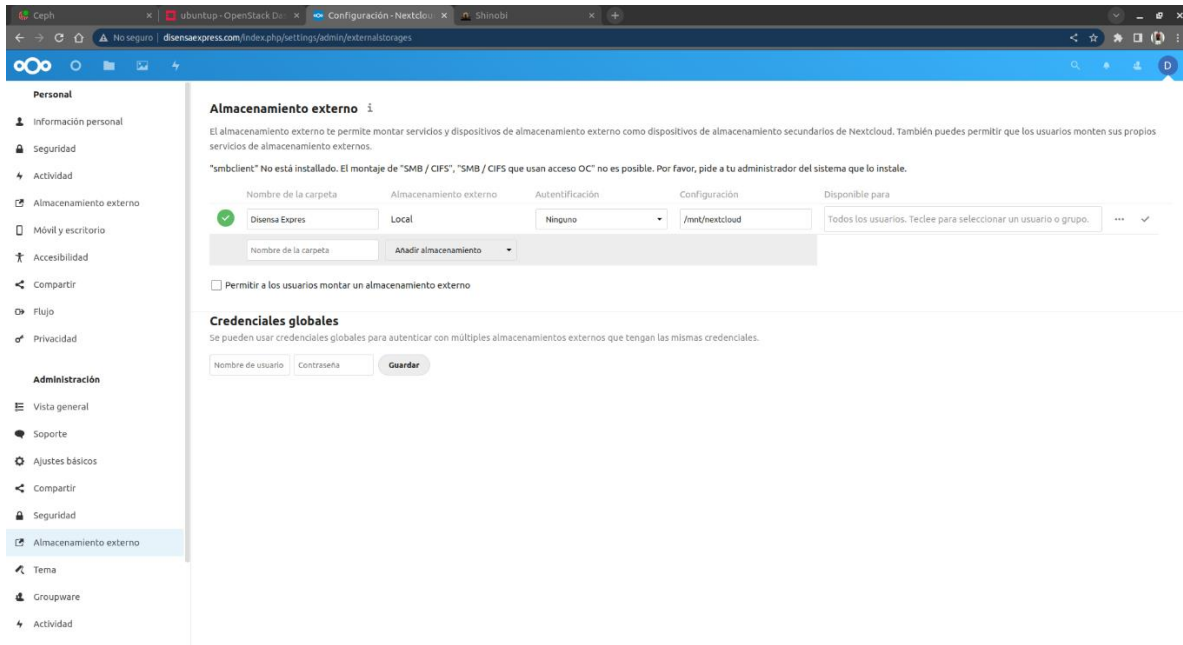 Ceph
ubuntup - OpenStack Da
Configuración - Nextclou
Shinobi
No seguro | disensaexpress.com/index.php/settings/admin/externalstorages
D
Personal
Información personal
Seguridad
Actividad
Almacenamiento externo
Móvil y escritorio
Accesibilidad
Compartir
Flujo
Privacidad
Administración
Vista general
Soporte
Ajustes básicos
Compartir
Seguridad
Almacenamiento externo
Tema
Groupware
Actividad
Almacenamiento externo i
El almacenamiento externo te permite montar servicios y dispositivos de almacenamiento externo como dispositivos de almacenamiento secundarios de Nextcloud. También puedes permitir que los usuarios monten sus propios
servicios de almacenamiento externos.
"smbclient" No está instalado. El montaje de "SMB / CIFS", "SMB / CIFS que usan acceso OC" no es posible. Por favor, pide a tu administrador del sistema que lo instale.
Nombre de la carpeta Almacenamiento externo Autentificación Configuración Disponible para
Disensa Expres Local Ninguno /mnt/nextcloud Todos los usuarios. Teclee para seleccionar un usuario o grupo. ...
Nombre de la carpeta Añadir almacenamiento
Permitir a los usuarios montar un almacenamiento externo
Credenciales globales
Se pueden usar credenciales globales para autenticar con múltiples almacenamientos externos que tengan las mismas credenciales.
Nombre de usuario Contraseña Guardar